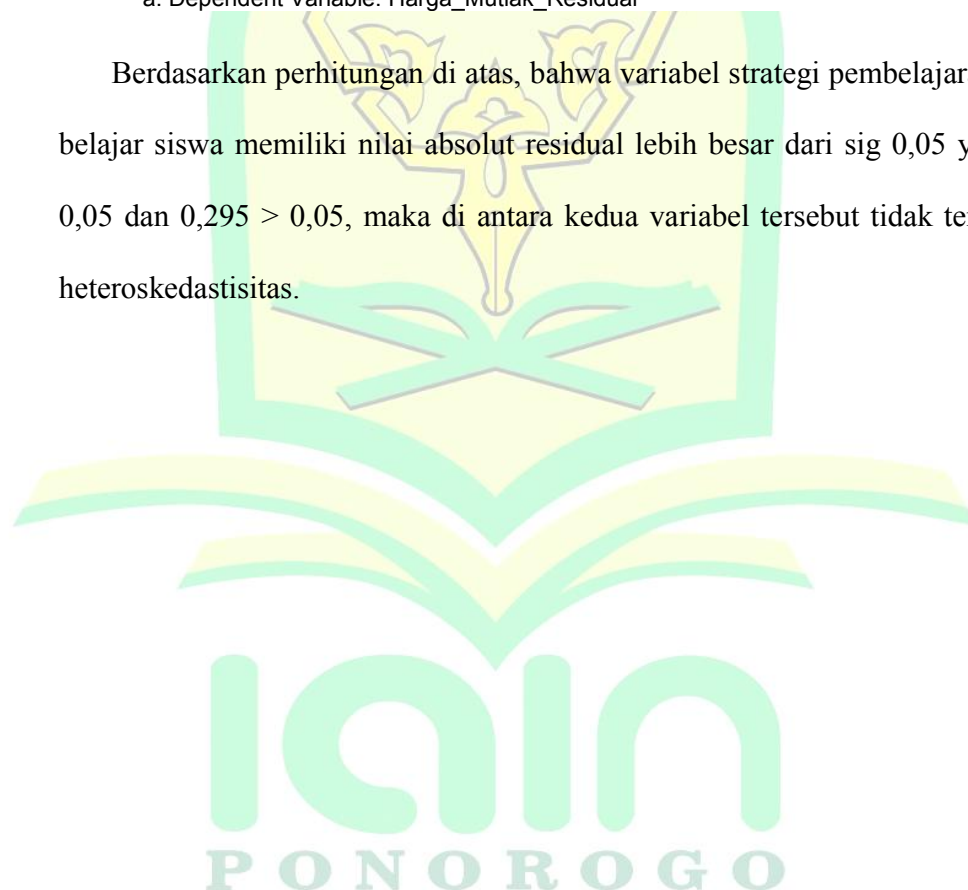 a. Dependent Variable: Harga_Mutlak_Residual
Berdasarkan perhitungan di atas, bahwa variabel strategi
belajar siswa memiliki nilai absolut residual lebih besar dari sig 0,05
0,05 dan 0,295 > 0,05, maka di antara kedua variabel tersebut tidak
heteroskedastisitas.
iain
PONOROGO